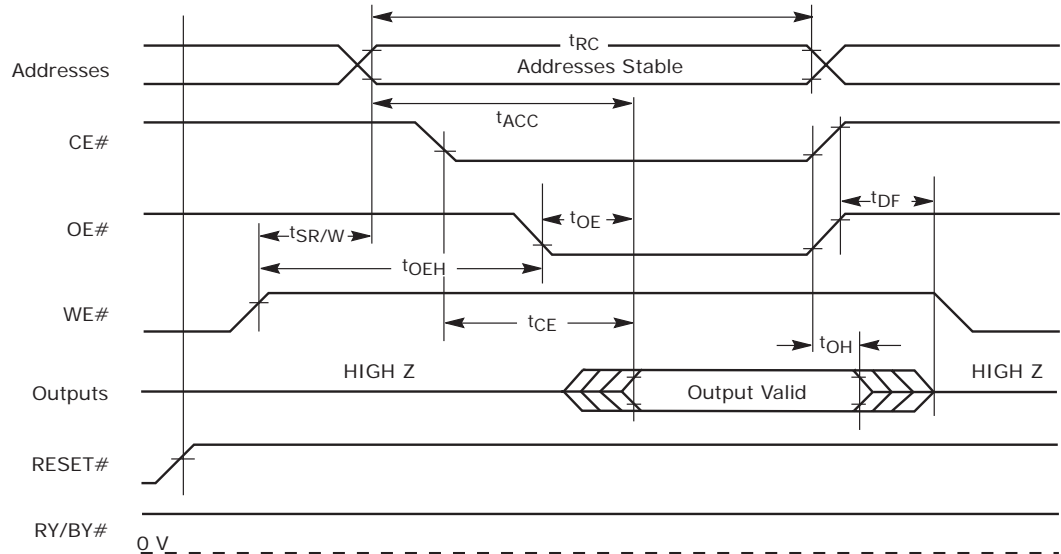 tRC
Addresses
Addresses Stable
tACC
CE#
tDF
tOE
OE#
tSR/W
tOEH
WE#
tCE
tOH
HIGH Z
HIGH Z
Outputs
Output Valid
RESET#
RY/BY#
0 V